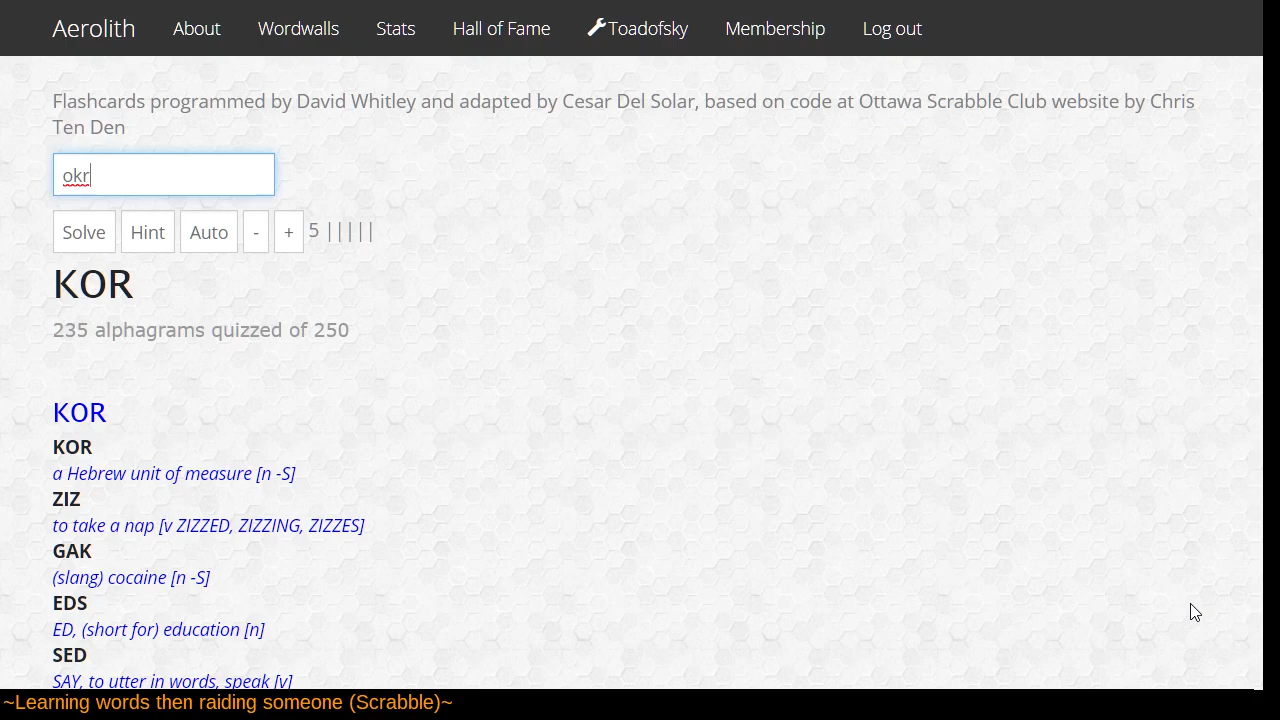 Aerolith About Wordwalls Stats Hall of Fame Toadofsky Membership Log out
Flashcards programmed by David Whitley and adapted by Cesar Del Solar, based on code at Ottawa Scrabble Club website by Chris
Ten Den
okr
Solve Hint Auto - + 5 |||||
KOR
235 alphagrams quizzed of 250
KOR
KOR
a Hebrew unit of measure [n -S]
ZIZ
to take a nap [v ZIZZED, ZIZZING, ZIZZES]
GAK
(slang) cocaine [n -S]
EDS
ED, (short for) education [n]
SED
SAY, to utter in words, speak [v]
~Learning words then raiding someone (Scrabble)~